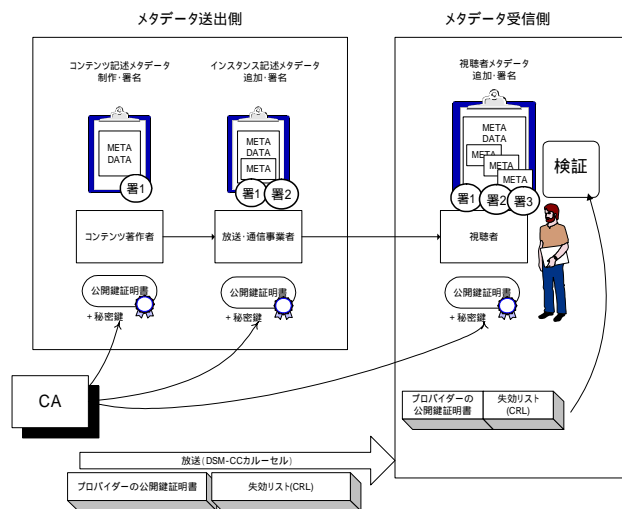 メタデータ送出側
メタデータ受信側
コンテンツ記述メタデータ
制作・署名
インスタンス記述メタデータ
追加・署名
視聴者メタデータ
追加・署名
META
DATA
署1
META
DATA
META
署1
署2
META
DATA
META
META
META
署1
署2
署3
検証
コンテンツ著作者
放送・通信事業者
視聴者
公開鍵証明書
+秘密鍵
公開鍵証明書
+秘密鍵
公開鍵証明書
+秘密鍵
CA
プロバイダーの
公開鍵証明書
失効リスト
(CRL)
放送(DSM-CCカルーセル)
プロバイダーの公開鍵証明書
失効リスト(CRL)